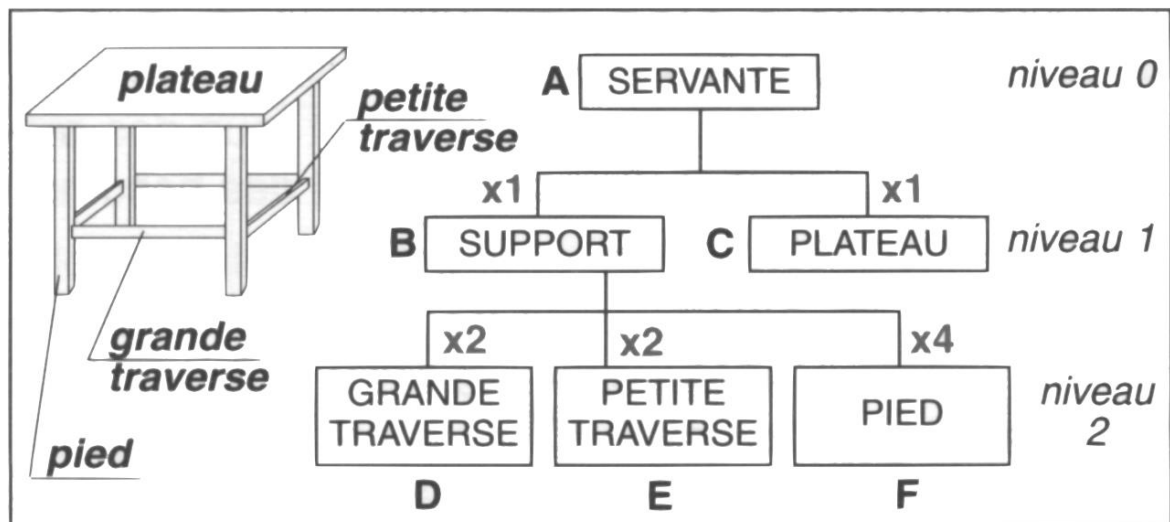 plateau
petite
traverse
grande
traverse
pied
A SERVANTE niveau 0
x1 x1
B SUPPORT C PLATEAU niveau 1
x2 x2 x4
GRANDE
TRAVERSE
PETITE
TRAVERSE
PIED
niveau
2
D E F